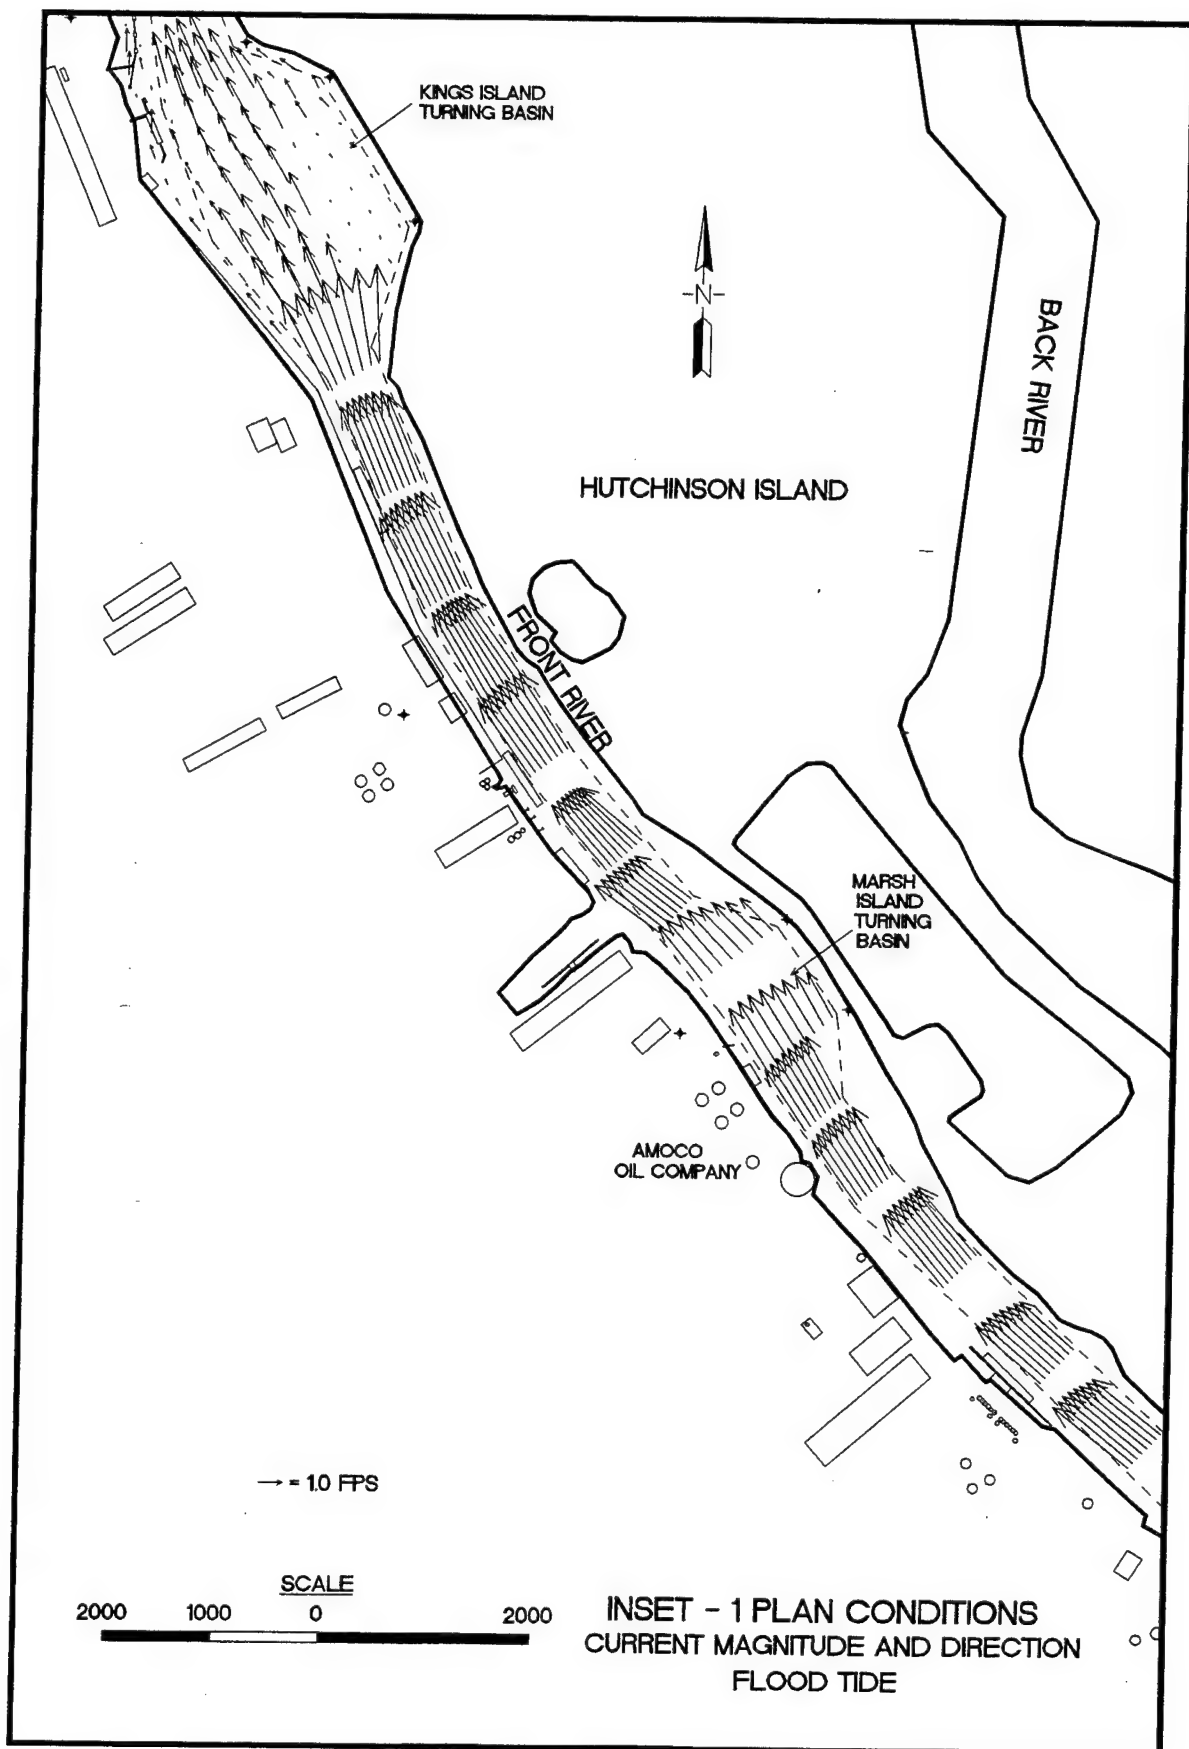 KINGS ISLAND
TURNING BASIN
-N-
BACK RIVER
HUTCHINSON ISLAND
FRONT RIVER
MARSH
ISLAND
TURNING
BASIN
AMOCO
OIL COMPANY
→ = 1.0 FPS
SCALE
2000 1000 0 2000
INSET - 1 PLAN CONDITIONS
CURRENT MAGNITUDE AND DIRECTION
FLOOD TIDE